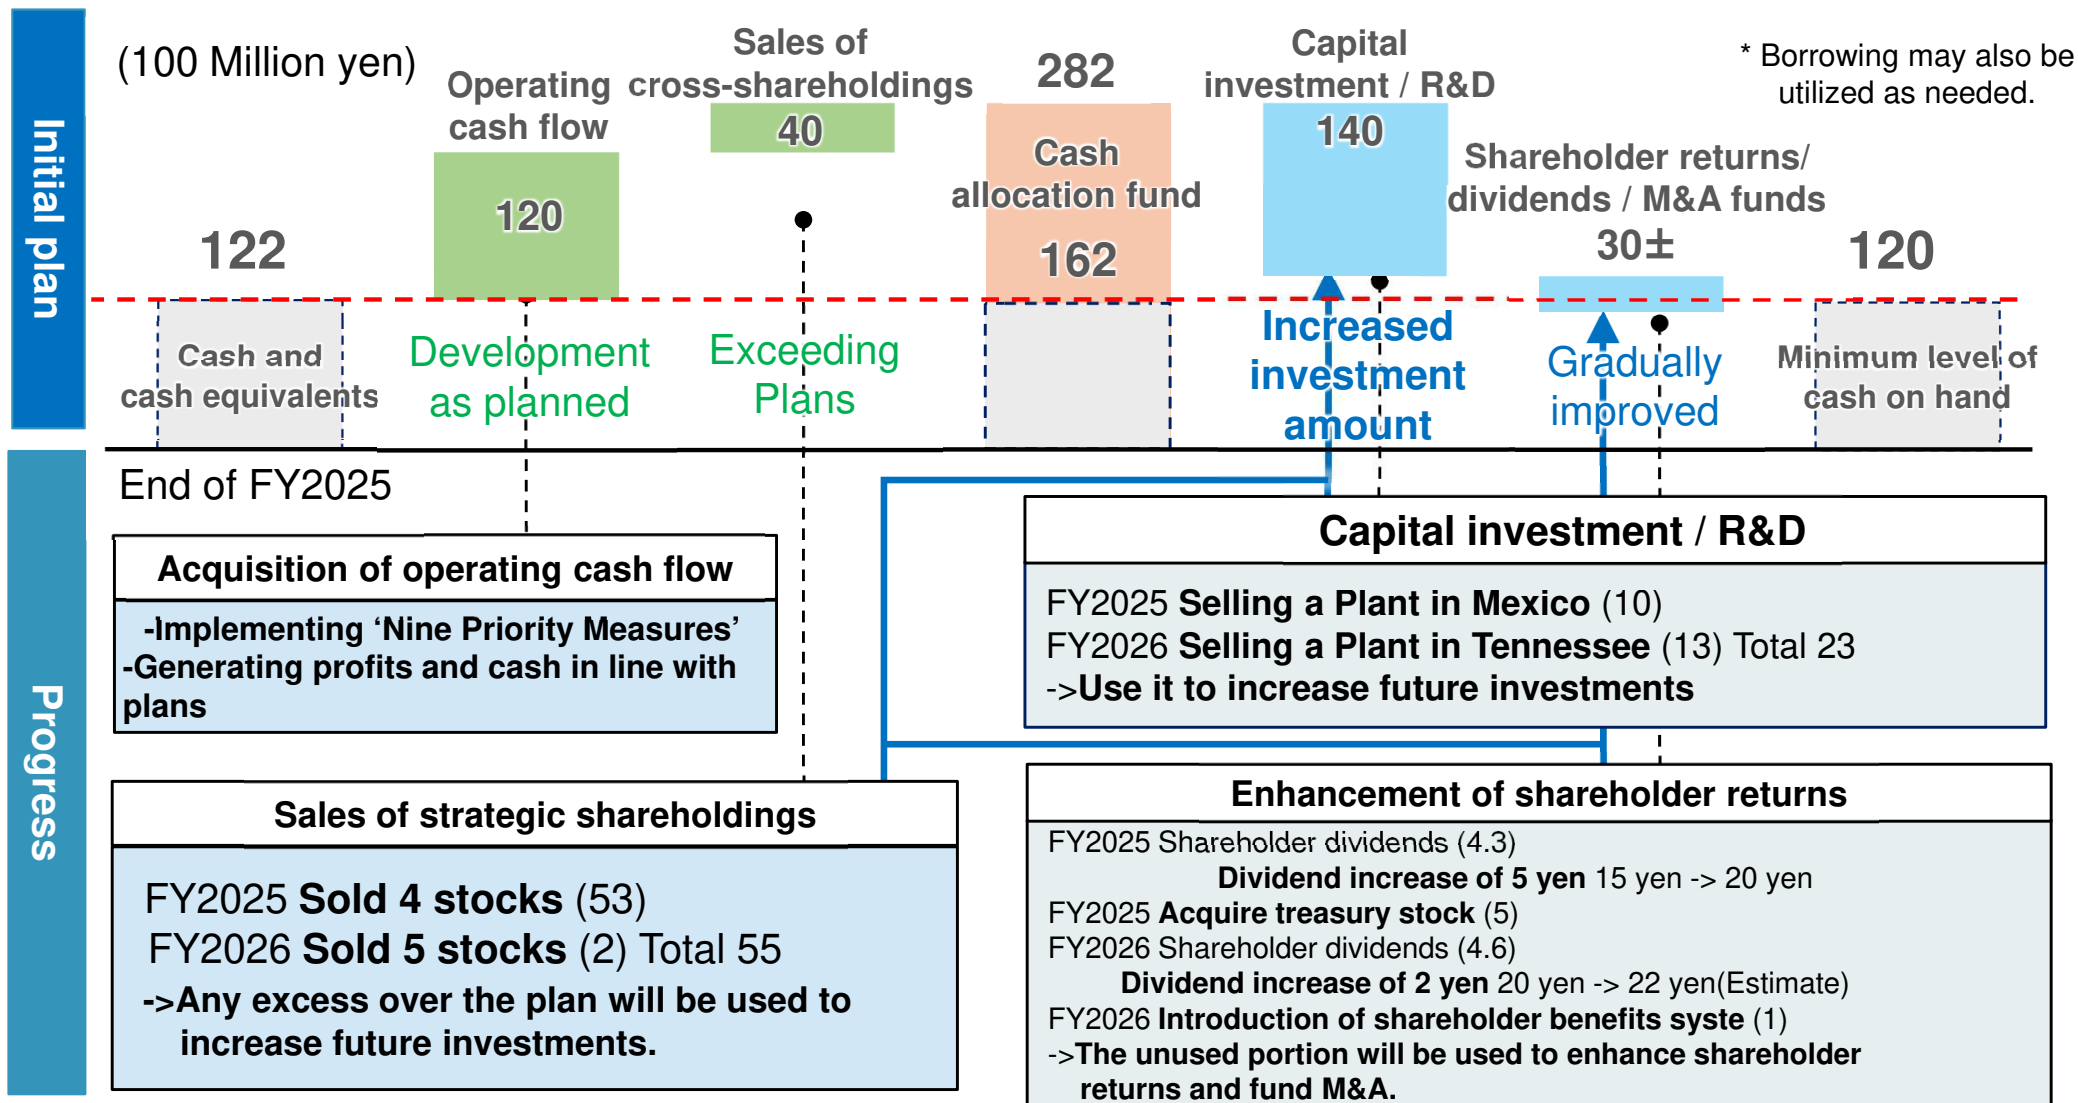 Initial plan
(100 Million yen)
Operating
cash flow
120
Sales of
cross-shareholdings
40
282
Cash
allocation fund
162
Capital
investment / R&D
140
* Borrowing may also be
utilized as needed.
Shareholder returns/
dividends / M&A funds
30±
122
120
Cash and
cash equivalents
Development
as planned
Exceeding
Plans
Increased
investment
amount
Gradually
improved
Minimum level of
cash on hand
Progress
End of FY2025
Acquisition of operating cash flow
-Implementing ‘Nine Priority Measures’
-Generating profits and cash in line with
plans
Capital investment / R&D
FY2025 Selling a Plant in Mexico (10)
FY2026 Selling a Plant in Tennessee (13) Total 23
->Use it to increase future investments
Sales of strategic shareholdings
FY2025 Sold 4 stocks (53)
FY2026 Sold 5 stocks (2) Total 55
->Any excess over the plan will be used to
increase future investments.
Enhancement of shareholder returns
FY2025 Shareholder dividends (4.3)
Dividend increase of 5 yen 15 yen -> 20 yen
FY2025 Acquire treasury stock (5)
FY2026 Shareholder dividends (4.6)
Dividend increase of 2 yen 20 yen -> 22 yen(Estimate)
FY2026 Introduction of shareholder benefits syste (1)
->The unused portion will be used to enhance shareholder
returns and fund M&A.